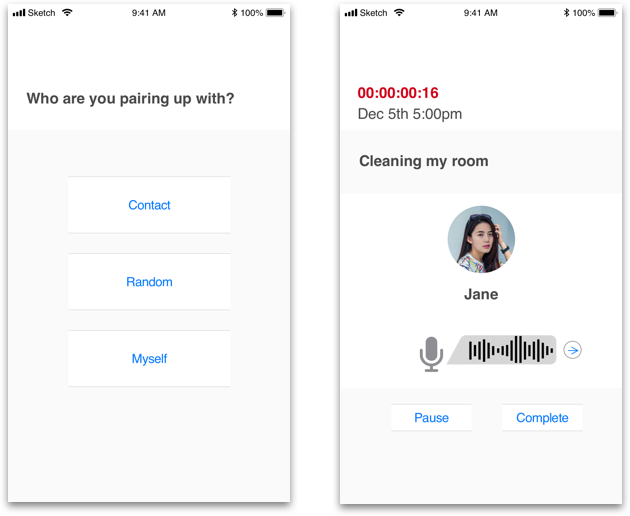 Sketch 9:41 AM 100%
Who are you pairing up with?
Contact
Random
Myself
Sketch 9:41 AM 100%
00:00:00:16
Dec 5th 5:00pm
Cleaning my room
Jane
Pause Complete